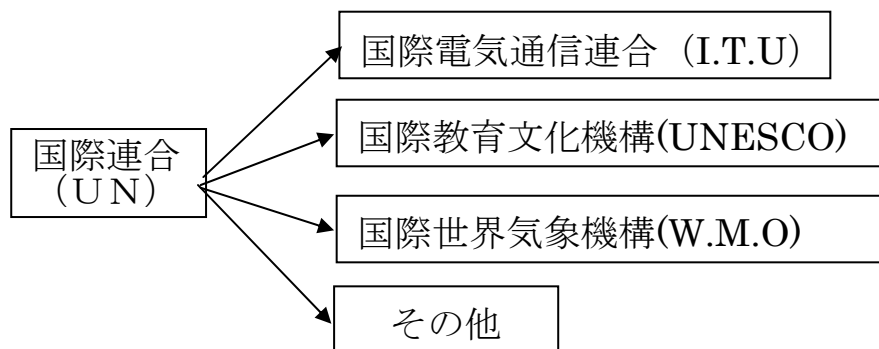 国際電気通信連合（I.T.U）
国際教育文化機構(UNESCO)
国際連合
（ＵＮ）
国際世界気象機構(W.M.O)
その他